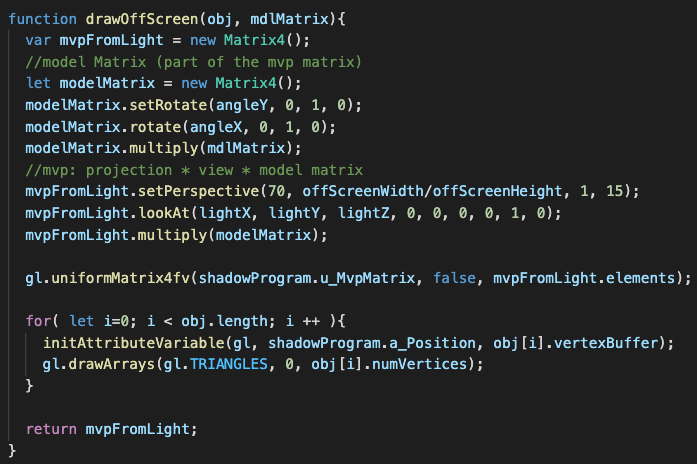 function drawOffScreen(obj, mdlMatrix){
  var mvpFromLight = new Matrix4();
  //model Matrix (part of the mvp matrix)
  let modelMatrix = new Matrix4();
  modelMatrix.setRotate(angleY, 0, 1, 0);
  modelMatrix.rotate(angleX, 0, 1, 0);
  modelMatrix.multiply(mdlMatrix);
  //mvp: projection * view * model matrix
  mvpFromLight.setPerspective(70, offScreenWidth/offScreenHeight, 1, 15);
  mvpFromLight.lookAt(lightX, lightY, lightZ, 0, 0, 0, 0, 1, 0);
  mvpFromLight.multiply(modelMatrix);

  gl.uniformMatrix4fv(shadowProgram.u_MvpMatrix, false, mvpFromLight.elements);

  for( let i=0; i < obj.length; i ++ ){
    initAttributeVariable(gl, shadowProgram.a_Position, obj[i].vertexBuffer);
    gl.drawArrays(gl.TRIANGLES, 0, obj[i].numVertices);
  }

  return mvpFromLight;
}